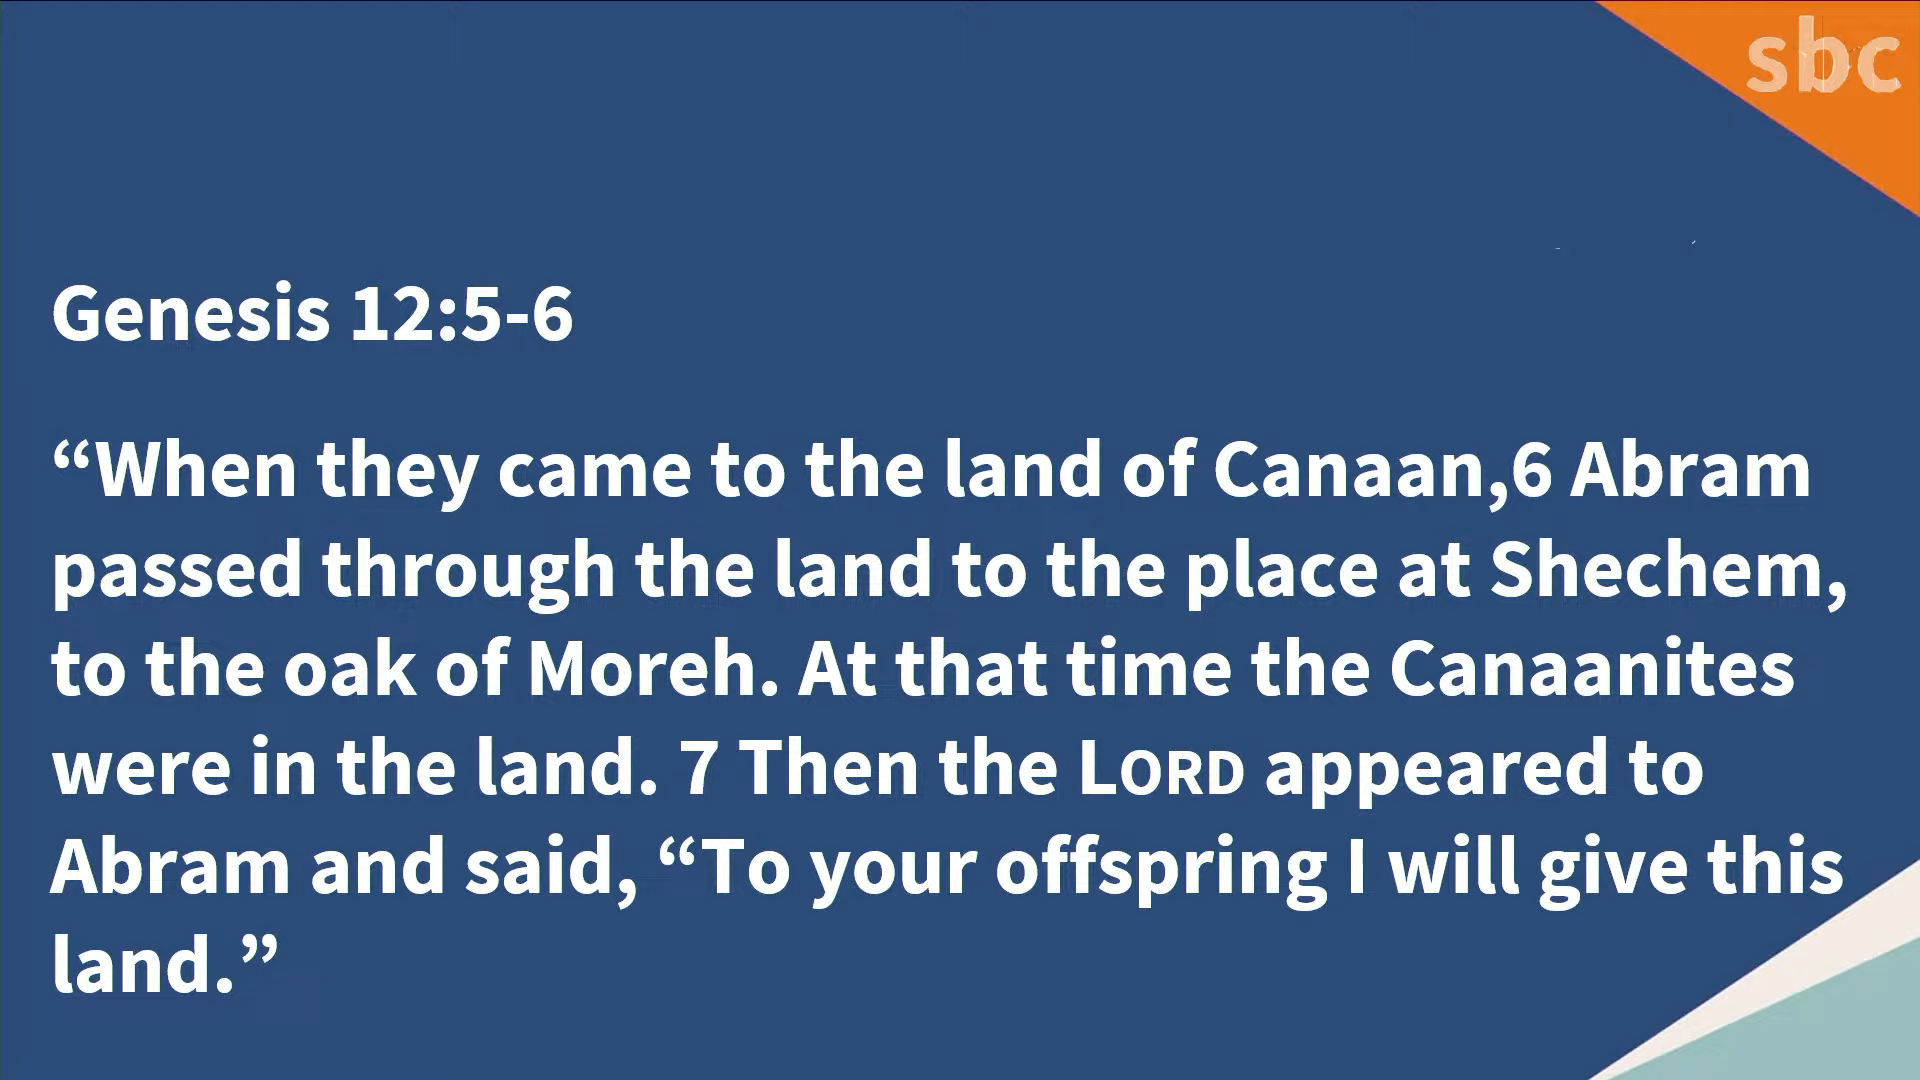 sbc
Genesis 12:5-6
“When they came to the land of Canaan,6 Abram
passed through the land to the place at Shechem,
to the oak of Moreh. At that time the Canaanites
were in the land. 7 Then the LORD appeared to
Abram and said, “To your offspring I will give this
land.”